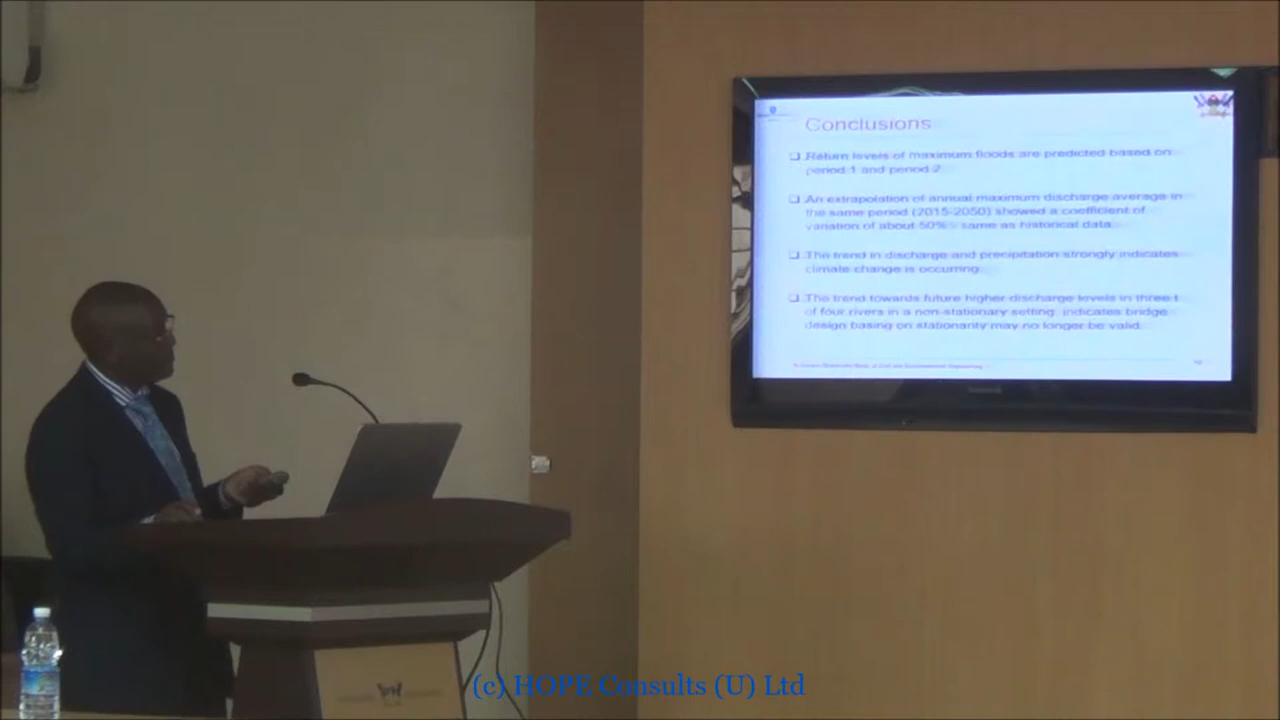 Conclusions
❑ Return levels of maximum floods are predicted based on
period 1 and period 2
❑ An extrapolation of annual maximum discharge average in
the same period (2015-2050) showed a coefficient of
variation of about 50% same as historical data.
❑ The trend in discharge and precipitation strongly indicates
climate change is occurring.
❑ The trend towards future higher discharge levels in three
of four rivers in a non-stationary setting, indicates bridge
design basing on stationarity may no longer be valid.
(c) HOPE Consults (U) Ltd